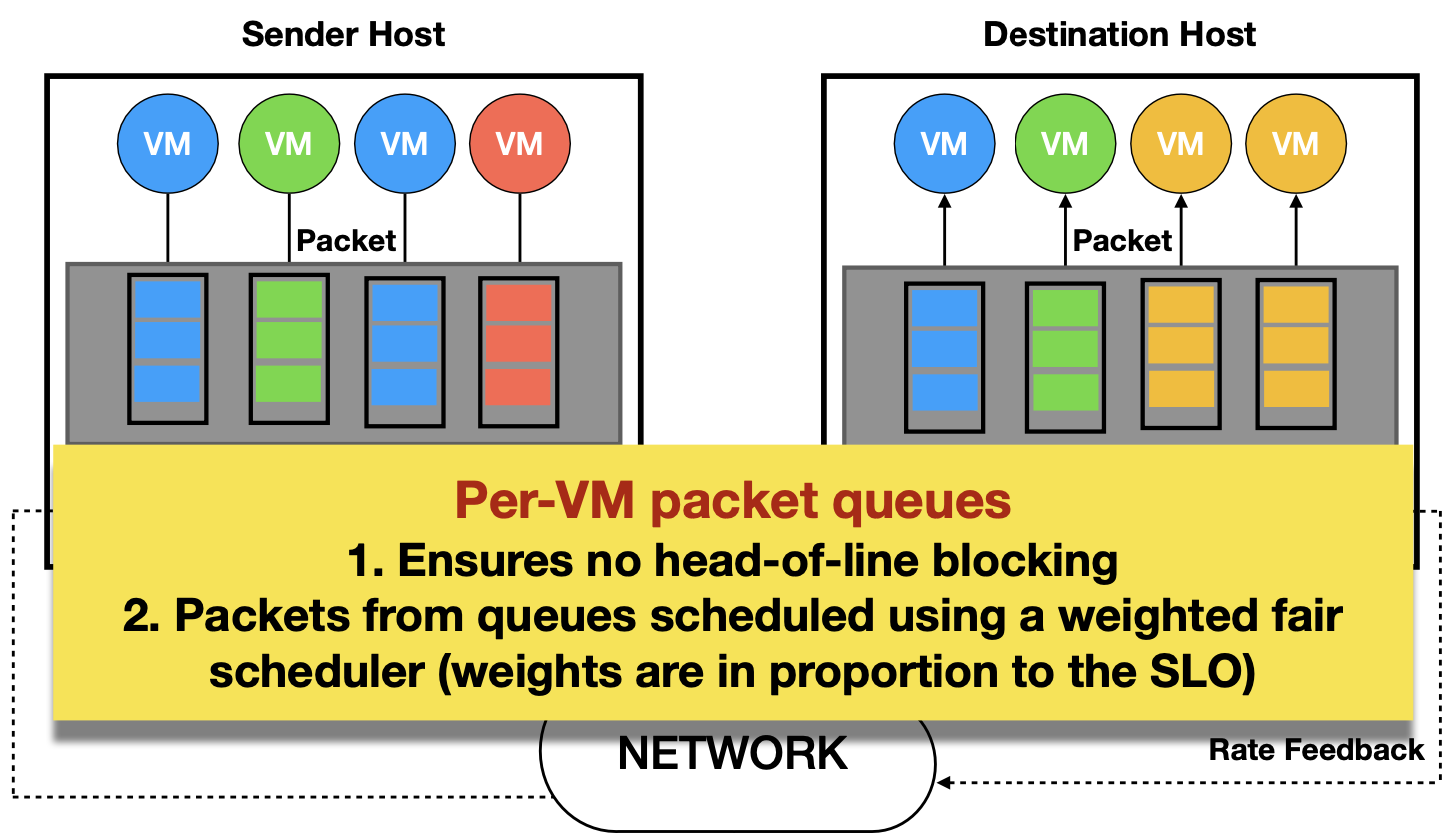 Sender Host
Destination Host
VM VM VM VM
VM VM VM VM
Packet
Packet
Per-VM packet queues
1. Ensures no head-of-line blocking
2. Packets from queues scheduled using a weighted fair
scheduler (weights are in proportion to the SLO)
NETWORK
Rate Feedback